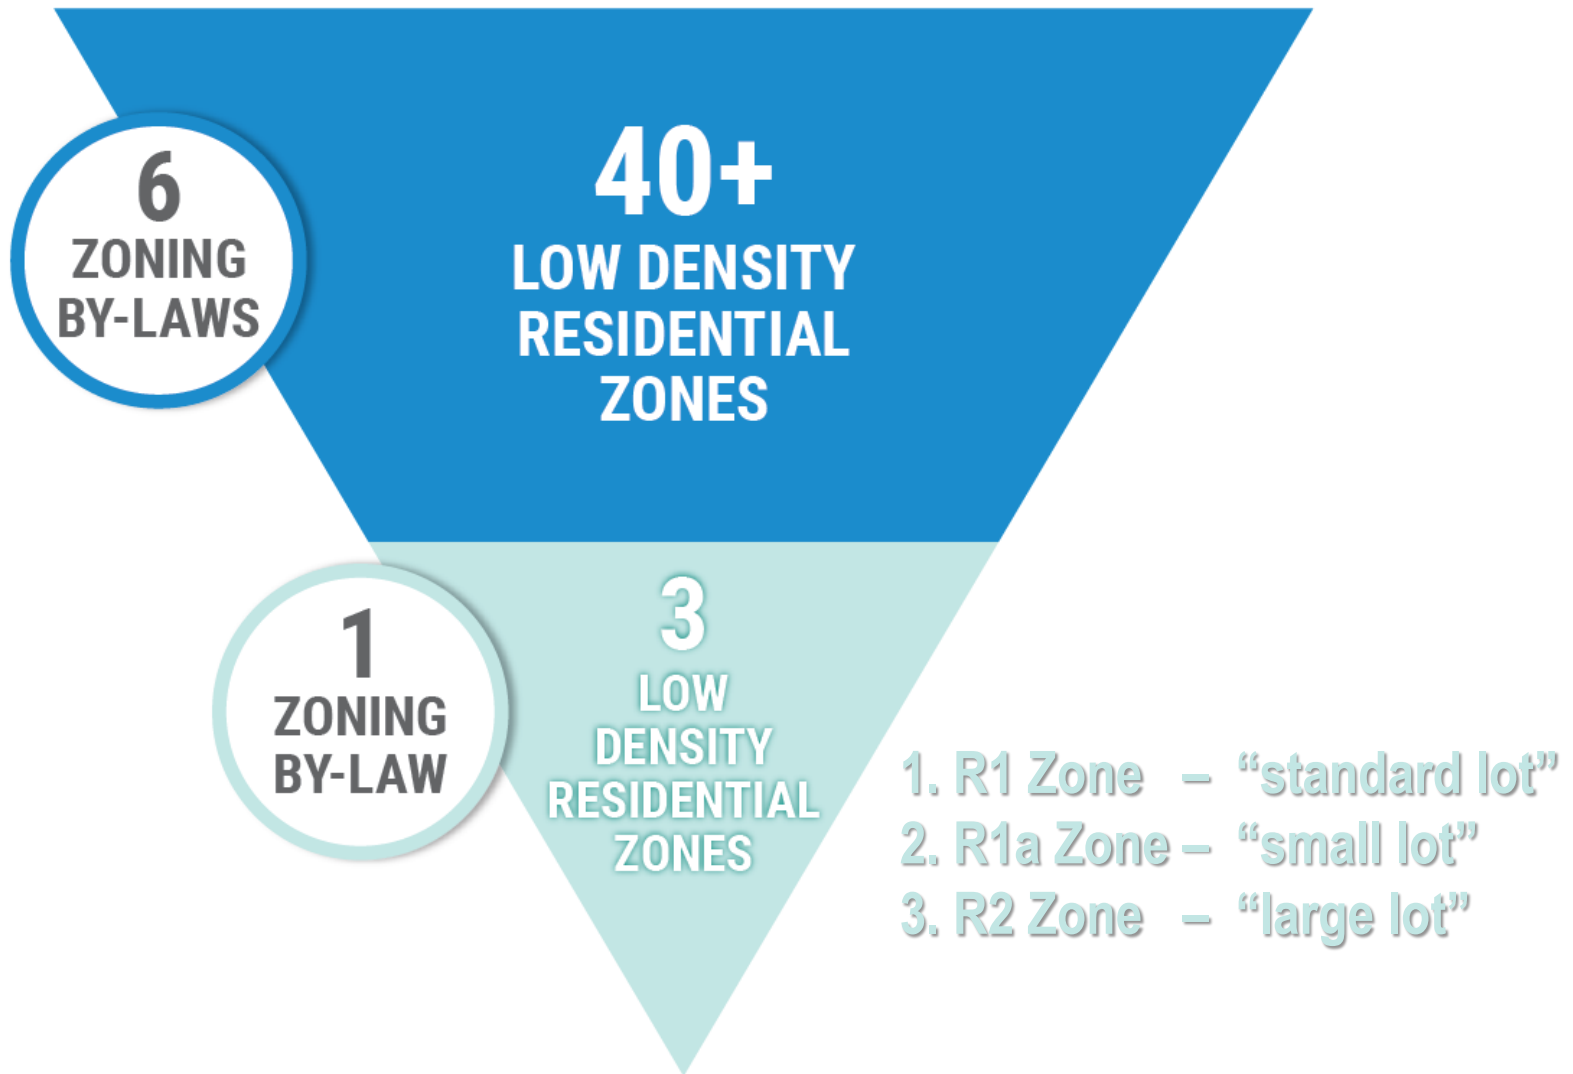 6
ZONING
BY-LAWS
40+
LOW DENSITY
RESIDENTIAL
ZONES
1
ZONING
BY-LAW
3
LOW
DENSITY
RESIDENTIAL
ZONES
1. R1 Zone – “standard lot”
2. R1a Zone – “small lot”
3. R2 Zone – “large lot”